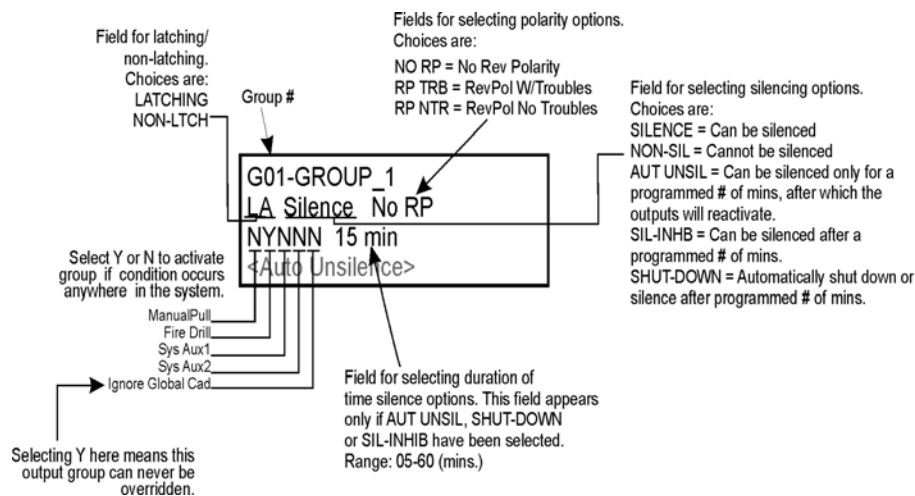 Field for latching/
non-latching.
Choices are:
LATCHING
NON-LTCH
Group #
Fields for selecting polarity options.
Choices are:
NO RP = No Rev Polarity
RP TRB = RevPol W/Troubles
RP NTR = RevPol No Troubles
Field for selecting silencing options.
Choices are:
SILENCE = Can be silenced
NON-SIL = Cannot be silenced
AUT UNSIL = Can be silenced only for a
programmed # of mins, after which the
outputs will reactivate.
SIL-INHB = Can be silenced after a
programmed # of mins.
SHUT-DOWN = Automatically shut down or
silence after programmed # of mins.
G01-GROUP_1
LA Silence No RP
NYNNN 15 min
<Auto Unsilence>
Select Y or N to activate
group if condition occurs
anywhere in the system.
ManualPull
Fire Drill
Sys Aux1
Sys Aux2
Ignore Global Cad
Selecting Y here means this
output group can never be
overridden.
Field for selecting duration of
time silence options. This field appears
only if AUT UNSIL, SHUT-DOWN
or SIL-INHIB have been selected.
Range: 05-60 (mins.)